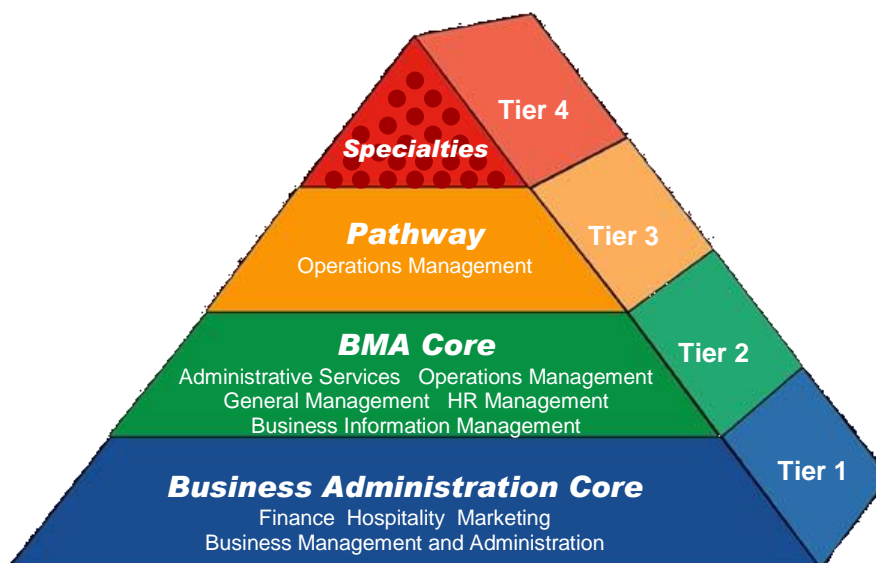 Tier 4
Specialties
Pathway
Tier 3
Operations Management
BMA Core
Tier 2
Administrative Services Operations Management
General Management HR Management
Business Information Management
Business Administration Core
Tier 1
Finance Hospitality Marketing
Business Management and Administration